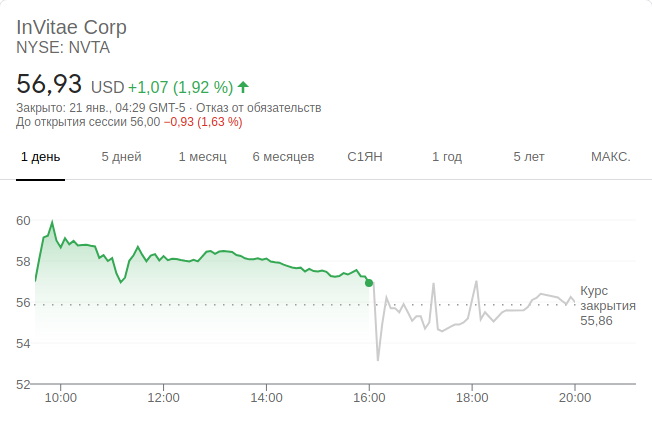 InVitae Corp
NYSE: NVTA
56,93 USD +1,07 (1,92 %)
Закрыто: 21 янв., 04:29 GMT-5 · Отказ от обязательств
До открытия сессии 56,00 −0,93 (1,63 %)
1 день 5 дней 1 месяц 6 месяцев С1ЯН 1 год 5 лет МАКС.
60
58
56
54
52
Курс
закрытия
55,86
10:00 12:00 14:00 16:00 18:00 20:00